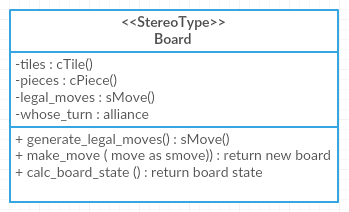 <<StereoType>>
Board
-tiles : cTile()
-pieces : cPiece()
-legal_moves : sMove()
-whose_turn : alliance
+ generate_legal_moves() : sMove()
+ make_move ( move as smove)) : return new board
+ calc_board_state () : return board state